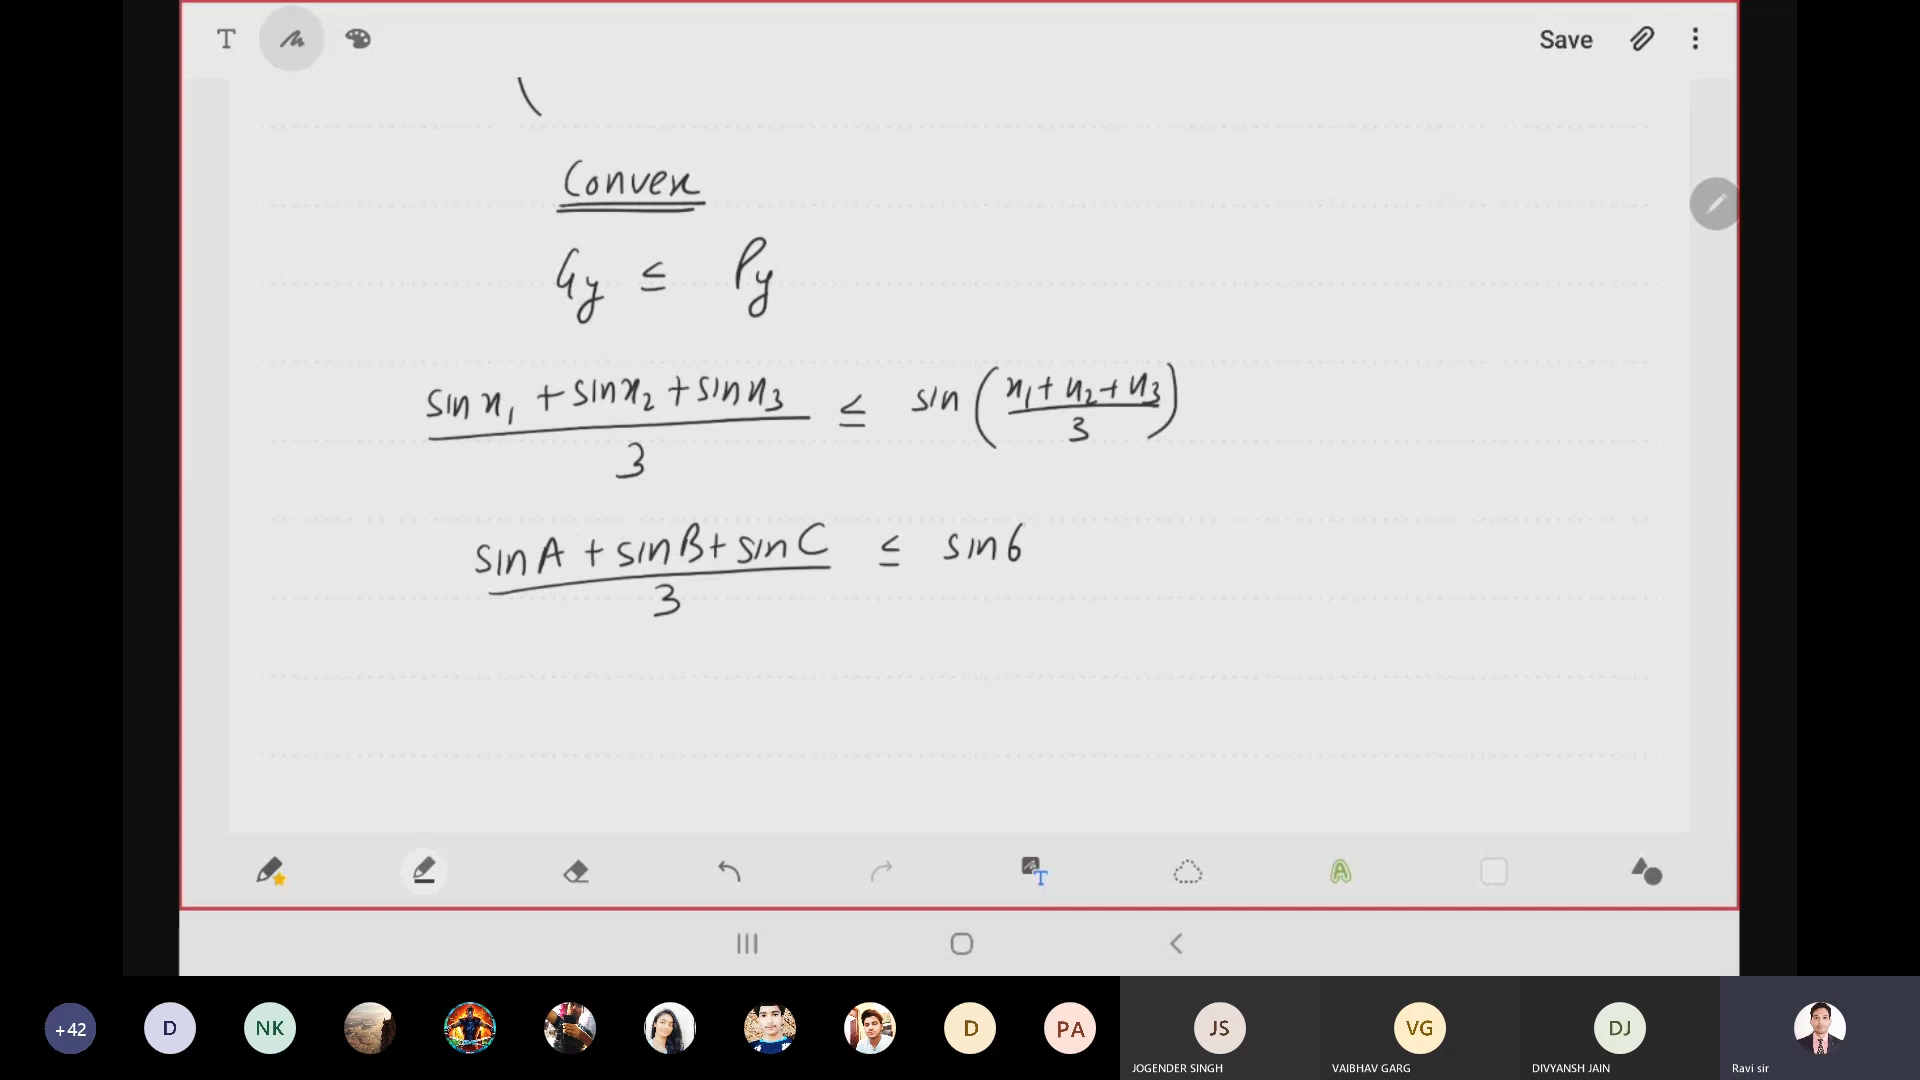 T Save
Convex
Gy ≤ Py
sin x₁ + sin x₂ + sin x₃ / 3 ≤ sin ( x₁ + x₂ + x₃ / 3 )
sin A + sin B + sin C / 3 ≤ sin 6
T A
+42 D NK D PA JS VG DJ
JOGENDER SINGH VAIBHAV GARG DIVYANSH JAIN Ravi sir